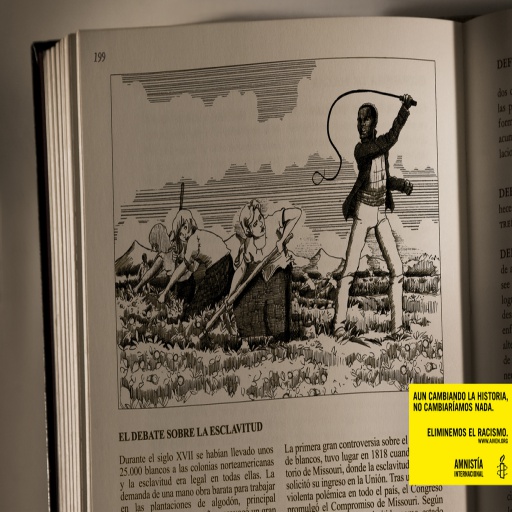 199
EL DEBATE SOBRE LA ESCLAVITUD
Durante el siglo XVII se habían llevado unos
25.000 blancos a las colonias norteamericanas
y la esclavitud era legal en todas ellas. La
demanda de una mano obra barata para trabajar
en las plantaciones de algodón, principal
La primera gran controversia sobre el
de blancos, tuvo lugar en 1818 cuando
torio de Missouri, donde la esclavitud
solicitó su ingreso en la Unión. Tras u
violenta polémica en todo el país, el Congreso
promulgó el Compromiso de Missouri. Según
AUN CAMBIANDO LA HISTORIA,
NO CAMBIARÍAMOS NADA.
ELIMINEMOS EL RACISMO.
AMNISTÍA
INTERNACIONAL